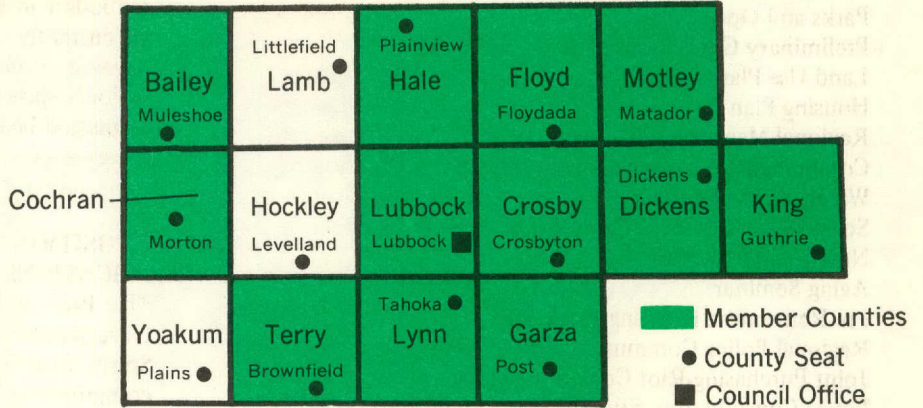 Bailey
Muleshoe
Littlefield
Lamb
Plainview
Hale
Floyd
Floydada
Motley
Matador
Cochran
Morton
Hockley
Levelland
Lubbock
Lubbock
Crosby
Crosbyton
Dickens
Dickens
King
Guthrie
Yoakum
Plains
Terry
Brownfield
Tahoka
Lynn
Garza
Post
Member Counties
County Seat
Council Office